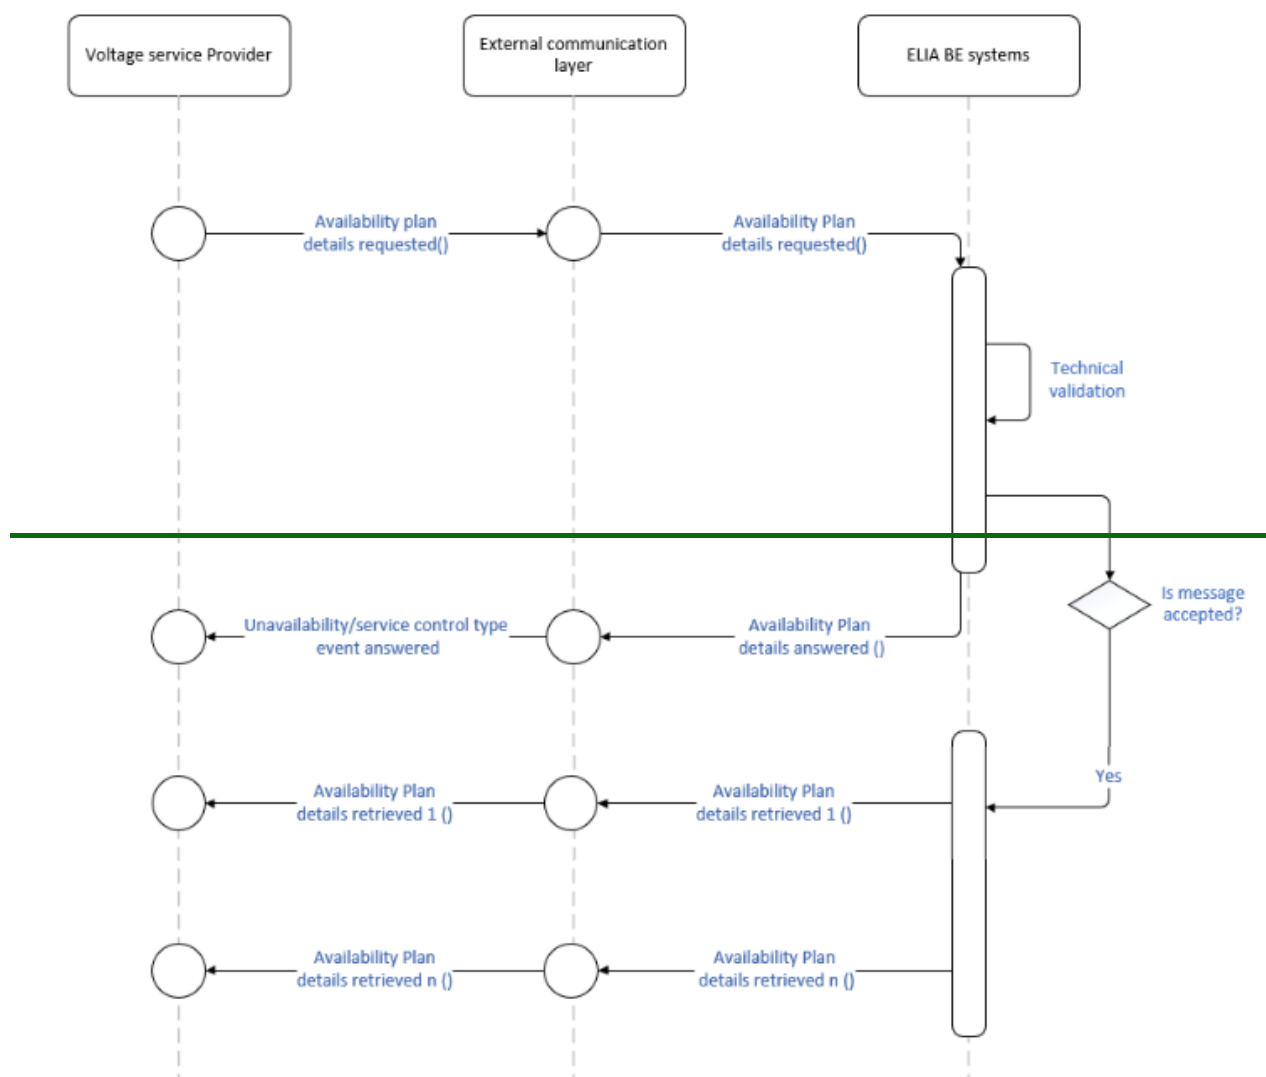 Voltage service Provider
External communication
layer
ELIA BE systems
Availability plan
details requested()
Availability Plan
details requested()
Technical
validation
Is message
accepted?
Unavailability/service control type
event answered
Availability Plan
details answered ()
Yes
Availability Plan
details retrieved 1 ()
Availability Plan
details retrieved 1 ()
Availability Plan
details retrieved n ()
Availability Plan
details retrieved n ()